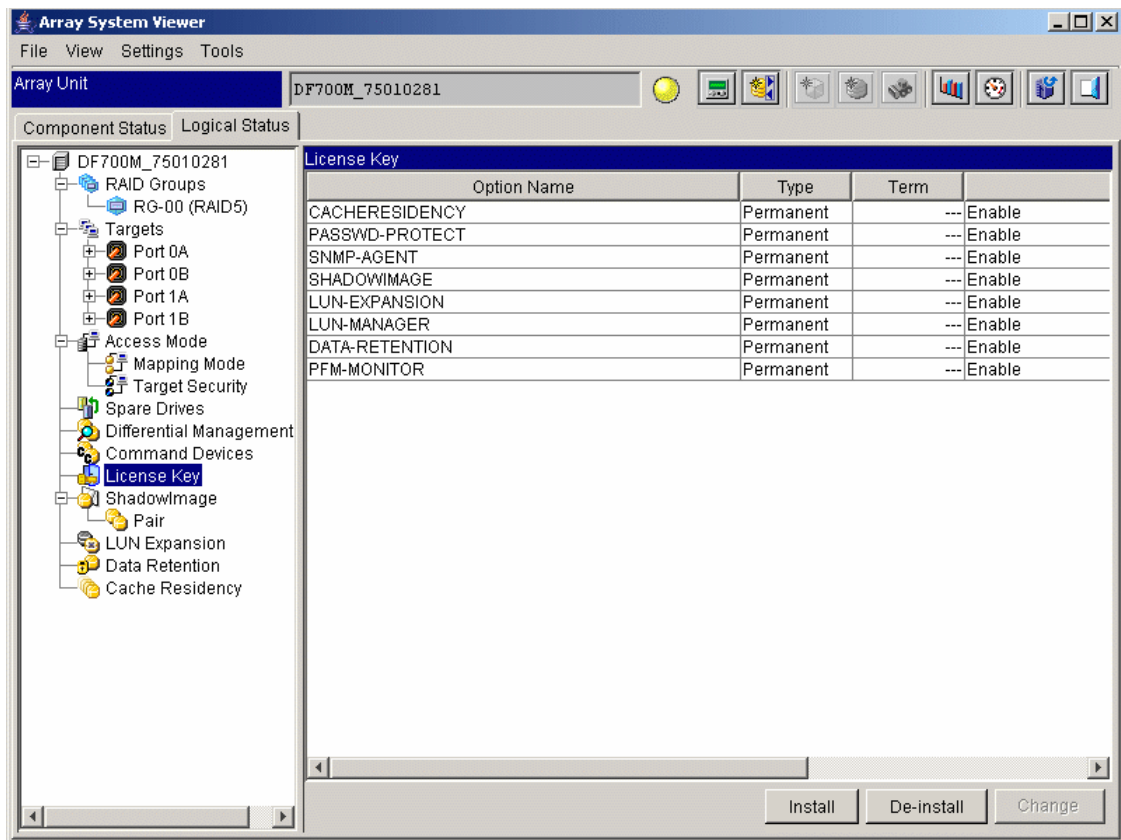 Array System Viewer
File View Settings Tools
Array Unit
DF700M_75010281
Component Status Logical Status
DF700M_75010281
RAID Groups
RG-00 (RAID5)
Targets
Port 0A
Port 0B
Port 1A
Port 1B
Access Mode
Mapping Mode
Target Security
Spare Drives
Differential Management
Command Devices
License Key
ShadowImage
Pair
LUN Expansion
Data Retention
Cache Residency
License Key
Option Name Type Term
CACHERESIDENCY Permanent --- Enable
PASSWD-PROTECT Permanent --- Enable
SNMP-AGENT Permanent --- Enable
SHADOWIMAGE Permanent --- Enable
LUN-EXPANSION Permanent --- Enable
LUN-MANAGER Permanent --- Enable
DATA-RETENTION Permanent --- Enable
PFM-MONITOR Permanent --- Enable
Install De-install Change